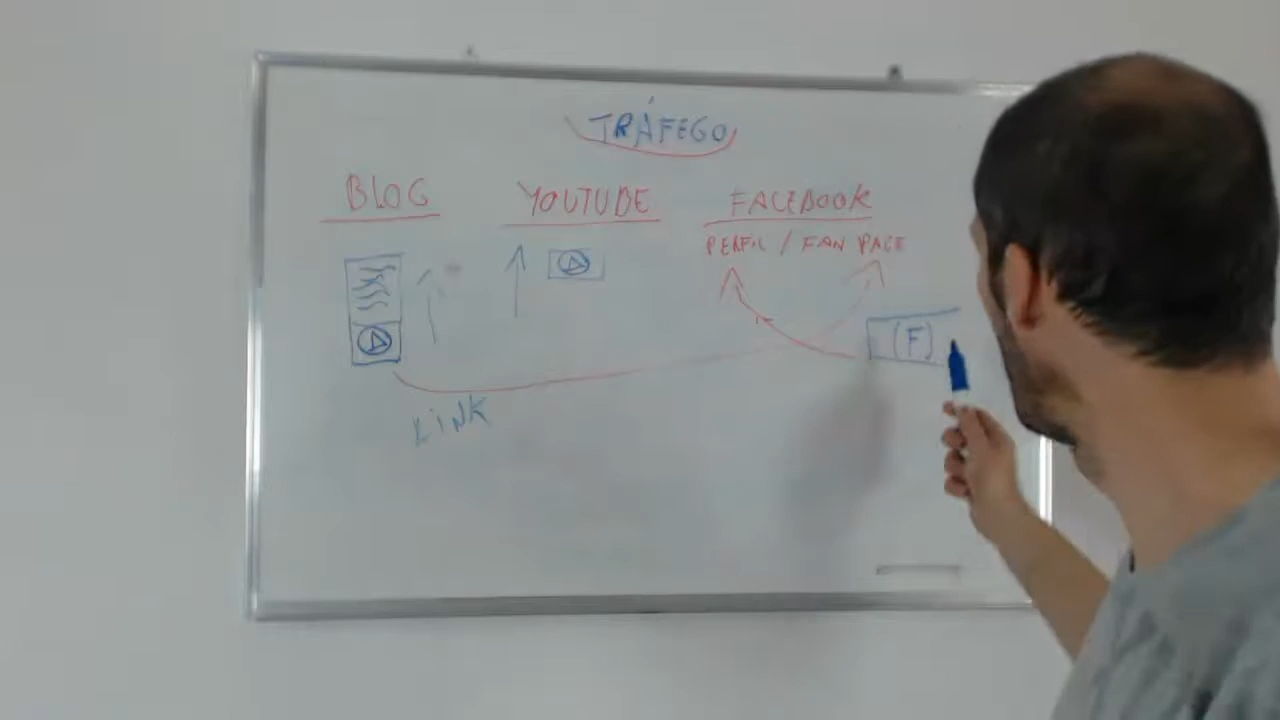 TRÁFEGO
BLOG
YOUTUBE
FACEBOOK
PERFIL / FAN PAGE
(F)
LINK